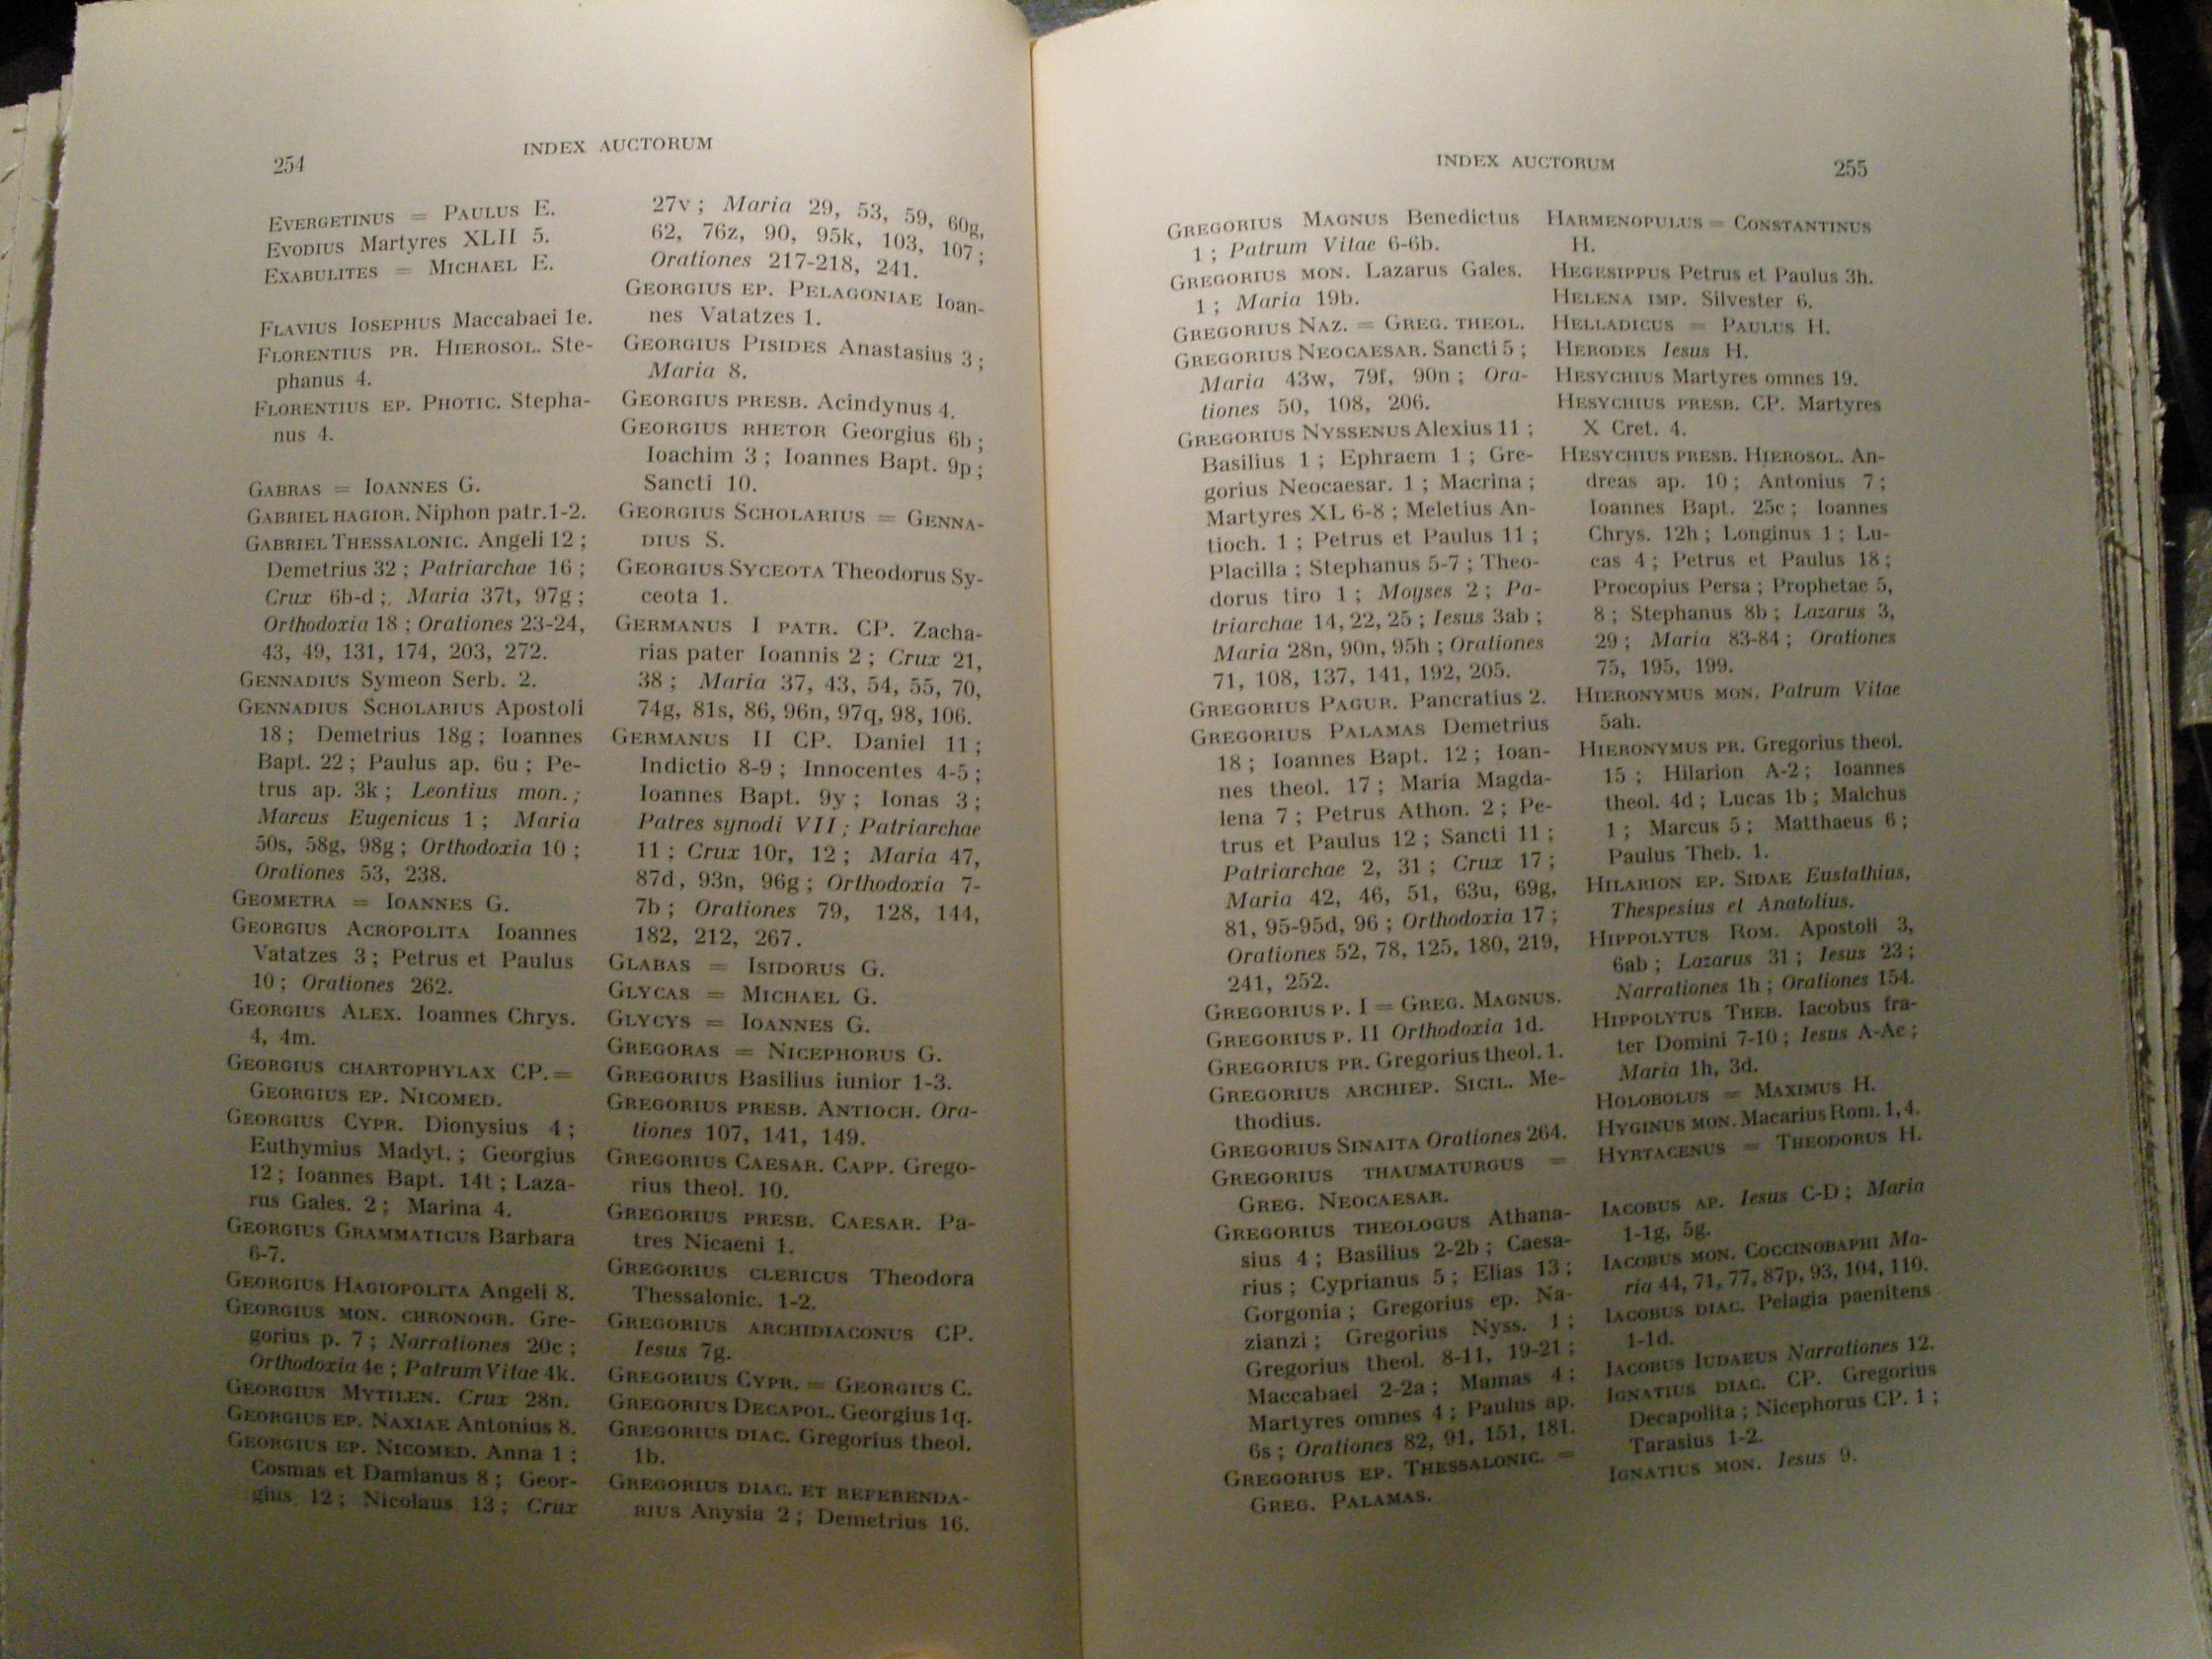 254
INDEX AUCTORUM
EVERGETINUS = PAULUS E.
EVODIUS Martyres XLII 5.
EXABULITES = MICHAEL E.
FLAVIUS IOSEPHUS Maccabaei 1e.
FLORENTIUS PR. HIEROSOL. Ste-
phanus 4.
FLORENTIUS EP. PHOTIC. Stepha-
nus 4.
GABRAS = IOANNES G.
GABRIEL HAGIOR. Niphon patr. 1-2.
GABRIEL THESSALONIC. Angeli 12 ;
Demetrius 32 ; Patriarchae 16 ;
Crux 6b-d ; Maria 37t, 97g ;
Orthodoxia 18 ; Orationes 23-24,
43, 49, 131, 174, 203, 272.
GENNADIUS Symeon Serb. 2.
GENNADIUS SCHOLARIUS Apostoli
18 ; Demetrius 18g ; Ioannes
Bapt. 22 ; Paulus ap. 6u ; Pe-
trus ap. 3k ; Leontius mon. ;
Marcus Eugenicus 1 ; Maria
50s, 58g, 98g ; Orthodoxia 10 ;
Orationes 53, 238.
GEOMETRA = IOANNES G.
GEORGIUS ACROPOLITA Ioannes
Vatatzes 3 ; Petrus et Paulus
10 ; Orationes 262.
GEORGIUS ALEX. Ioannes Chrys.
4, 4m.
GEORGIUS CHARTOPHYLAX CP. =
GEORGIUS EP. NICOMED.
GEORGIUS CYPR. Dionysius 4 ;
Euthymius Madyt. ; Georgius
12 ; Ioannes Bapt. 14t ; Laza-
rus Gales. 2 ; Marina 4.
GEORGIUS GRAMMATICUS Barbara
6-7.
GEORGIUS HAGIOPOLITA Angeli 8.
GEORGIUS MON. CHRONOGR. Gre-
gorius p. 7 ; Narrationes 20c ;
Orthodoxia 4e ; Patrum Vitae 4k.
GEORGIUS MYTILEN. Crux 28n.
GEORGIUS EP. NAXIAE Antonius 8.
GEORGIUS EP. NICOMED. Anna 1 ;
Cosmas et Damianus 8 ; Geor-
gius 12 ; Nicolaus 13 ; Crux
27v ; Maria 29, 53, 59, 60g,
62, 76z, 90, 95k, 103, 107 ;
Orationes 217-218, 241.
GEORGIUS EP. PELAGONIAE Ioan-
nes Vatatzes 1.
GEORGIUS PISIDES Anastasius 3 ;
Maria 8.
GEORGIUS PRESB. Acindynus 4.
GEORGIUS RHETOR Georgius 6b ;
Ioachim 3 ; Ioannes Bapt. 9p ;
Sancti 10.
GEORGIUS SCHOLARIUS = GENNA-
DIUS S.
GEORGIUS SYCEOTA Theodorus Sy-
ceota 1.
GERMANUS I PATR. CP. Zacha-
rias pater Ioannis 2 ; Crux 21,
38 ; Maria 37, 43, 54, 55, 70,
74g, 81s, 86, 96n, 97q, 98, 106.
GERMANUS II CP. Daniel 11 ;
Indictio 8-9 ; Innocentes 4-5 ;
Ioannes Bapt. 9y ; Ionas 3 ;
Patres synodi VII ; Patriarchae
11 ; Crux 10r, 12 ; Maria 47,
87d, 93n, 96g ; Orthodoxia 7-
7b ; Orationes 79, 128, 144,
182, 212, 267.
GLABAS = ISIDORUS G.
GLYCAS = MICHAEL G.
GLYCYS = IOANNES G.
GREGORAS = NICEPHORUS G.
GREGORIUS Basilius iunior 1-3.
GREGORIUS PRESB. ANTIOCH. Ora-
tiones 107, 141, 149.
GREGORIUS CAESAR. CAPP. Grego-
rius theol. 10.
GREGORIUS PRESB. CAESAR. Pa-
tres Nicaeni 1.
GREGORIUS CLERICUS Theodora
Thessalonic. 1-2.
GREGORIUS ARCHIDIACONUS CP.
Iesus 7g.
GREGORIUS CYPR. = GEORGIUS C.
GREGORIUS DECAPOL. Georgius 1q.
GREGORIUS DIAC. Gregorius theol.
1b.
GREGORIUS DIAC. ET REFERENDA-
RIUS Anysia 2 ; Demetrius 16.
INDEX AUCTORUM
255
GREGORIUS MAGNUS Benedictus
1 ; Patrum Vitae 6-6b.
GREGORIUS MON. Lazarus Gales.
1 ; Maria 19b.
GREGORIUS NAZ. = GREG. THEOL.
GREGORIUS NEOCAESAR. Sancti 5 ;
Maria 43w, 79f, 90n ; Ora-
tiones 50, 108, 206.
GREGORIUS NYSSENUS Alexius 11 ;
Basilius 1 ; Ephraem 1 ; Gre-
gorius Neocaesar. 1 ; Macrina ;
Martyres XL 6-8 ; Meletius An-
tioch. 1 ; Petrus et Paulus 11 ;
Placilla ; Stephanus 5-7 ; Theo-
dorus tiro 1 ; Moyses 2 ; Pa-
triarchae 14, 22, 25 ; Iesus 3ab ;
Maria 28n, 90n, 95h ; Orationes
71, 108, 137, 141, 192, 205.
GREGORIUS PAGUR. Pancratius 2.
GREGORIUS PALAMAS Demetrius
18 ; Ioannes Bapt. 12 ; Ioan-
nes theol. 17 ; Maria Magda-
lena 7 ; Petrus Athon. 2 ; Pe-
trus et Paulus 12 ; Sancti 11 ;
Patriarchae 2, 31 ; Crux 17 ;
Maria 42, 46, 51, 63u, 69g,
81, 95-95d, 96 ; Orthodoxia 17 ;
Orationes 52, 78, 125, 180, 219,
241, 252.
GREGORIUS P. I = GREG. MAGNUS.
GREGORIUS P. II Orthodoxia 1d.
GREGORIUS PR. Gregorius theol. 1.
GREGORIUS ARCHIEP. SICIL. Me-
thodius.
GREGORIUS SINAITA Orationes 264.
GREGORIUS THAUMATURGUS =
GREG. NEOCAESAR.
GREGORIUS THEOLOGUS Athana-
sius 4 ; Basilius 2-2b ; Caesa-
rius ; Cyprianus 5 ; Elias 13 ;
Gorgonia ; Gregorius ep. Na-
zianzi ; Gregorius Nyss. 1 ;
Gregorius theol. 8-11, 19-21 ;
Maccabaei 2-2a ; Mamas 4 ;
Martyres omnes 4 ; Paulus ap.
6s ; Orationes 82, 91, 151, 181.
GREGORIUS EP. THESSALONIC. =
GREG. PALAMAS.
HARMENOPULUS = CONSTANTINUS
H.
HEGESIPPUS Petrus et Paulus 3h.
HELENA IMP. Silvester 6.
HELLADICUS = PAULUS H.
HERODES Iesus H.
HESYCHIUS Martyres omnes 19.
HESYCHIUS PRESB. CP. Martyres
X Cret. 4.
HESYCHIUS PRESB. HIEROSOL. An-
dreas ap. 10 ; Antonius 7 ;
Ioannes Bapt. 25c ; Ioannes
Chrys. 12h ; Longinus 1 ; Lu-
cas 4 ; Petrus et Paulus 18 ;
Procopius Persa ; Prophetae 5,
8 ; Stephanus 8b ; Lazarus 3,
29 ; Maria 83-84 ; Orationes
75, 195, 199.
HIERONYMUS MON. Patrum Vitae
5ah.
HIERONYMUS PR. Gregorius theol.
15 ; Hilarion A-2 ; Ioannes
theol. 4d ; Lucas 1b ; Malchus
1 ; Marcus 5 ; Matthaeus 6 ;
Paulus Theb. 1.
HILARION EP. SIDAE Eustathius,
Thespesius et Anatolius.
HIPPOLYTUS ROM. Apostoli 3,
6ab ; Lazarus 31 ; Iesus 23 ;
Narrationes 1h ; Orationes 154.
HIPPOLYTUS THEB. Iacobus fra-
ter Domini 7-10 ; Iesus A-Ac ;
Maria 1h, 3d.
HOLOBOLUS = MAXIMUS H.
HYGINUS MON. Macarius Rom. 1, 4.
HYRTACENUS = THEODORUS H.
IACOBUS AP. Iesus C-D ; Maria
1-1g, 5g.
IACOBUS MON. COCCINOBAPHI Ma-
ria 44, 71, 77, 87p, 93, 104, 110.
IACOBUS DIAC. Pelagia paenitens
1-1d.
IACOBUS IUDAEUS Narrationes 12.
IGNATIUS DIAC. CP. Gregorius
Decapolita ; Nicephorus CP. 1 ;
Tarasius 1-2.
IGNATIUS MON. Iesus 9.